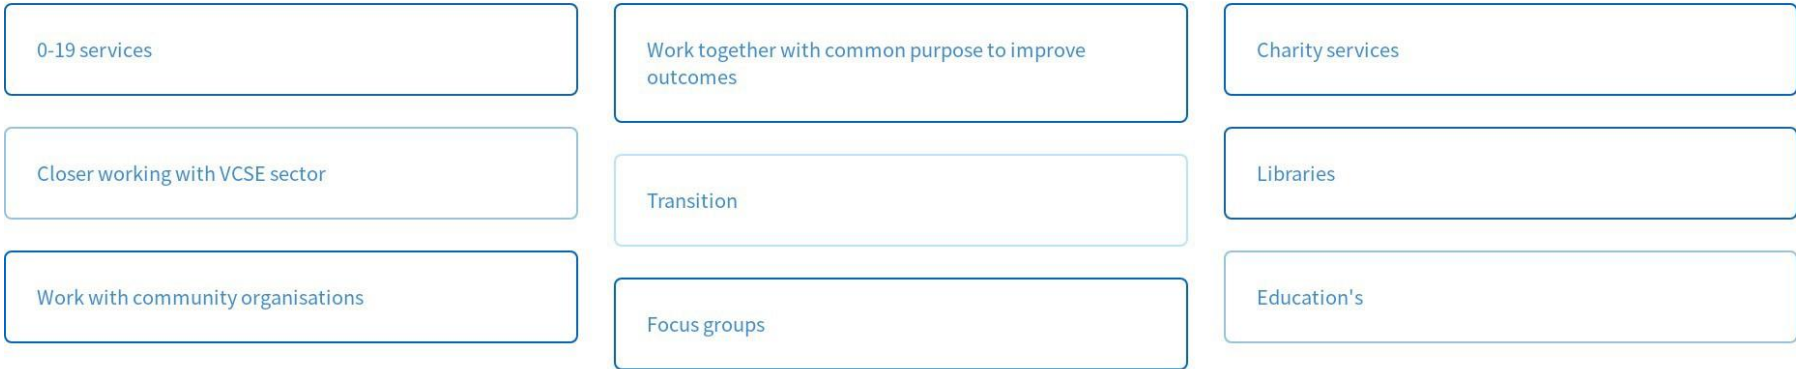 0-19 services
Closer working with VCSE sector
Work with community organisations
Work together with common purpose to improve
outcomes
Transition
Focus groups
Charity services
Libraries
Education's